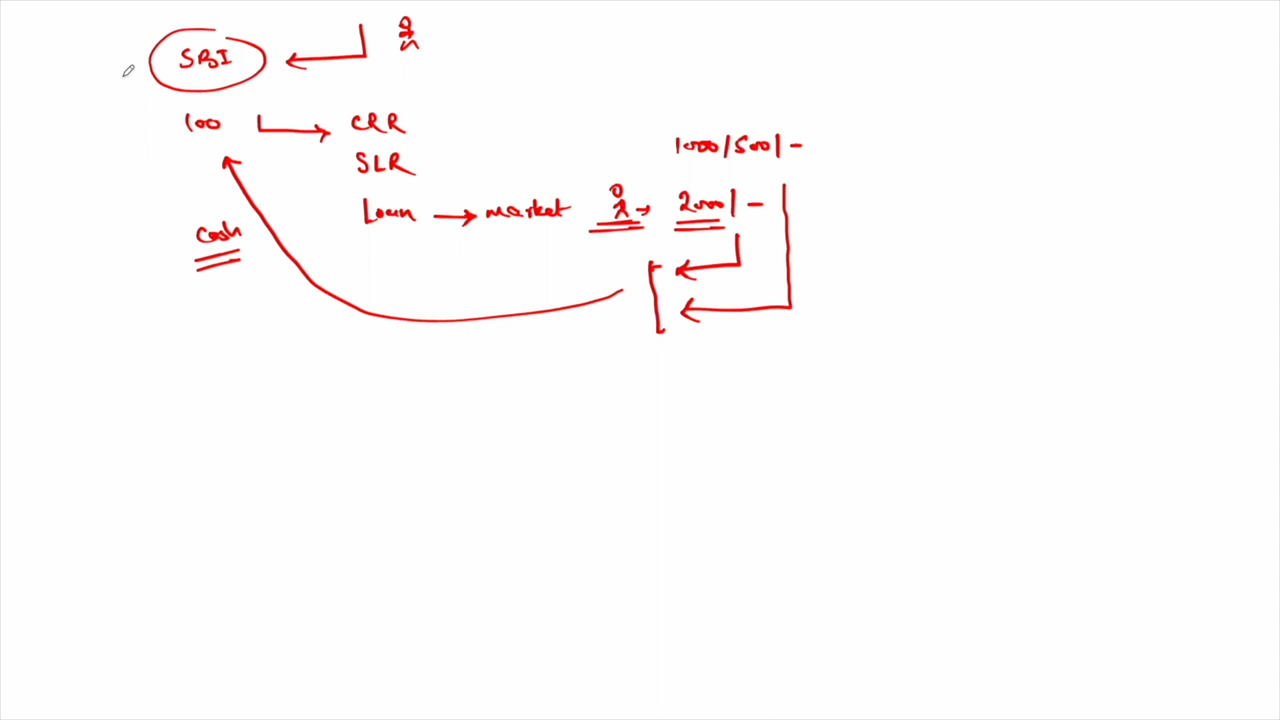 SBI
100
CRR
SLR
Loan → market → 2000/-
1000/500/-
Cash